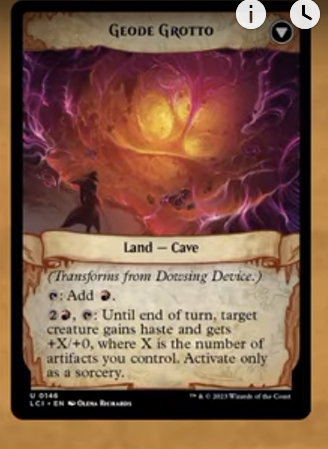 GEODE GROTTO
Land — Cave
(Transforms from Dowsing Device.)
: Add .
2 , : Until end of turn, target
creature gains haste and gets
+X/+0, where X is the number of
artifacts you control. Activate only
as a sorcery.
U 0146
LCI • EN OLENA RICHARDS
™ & © 2023 Wizards of the Coast